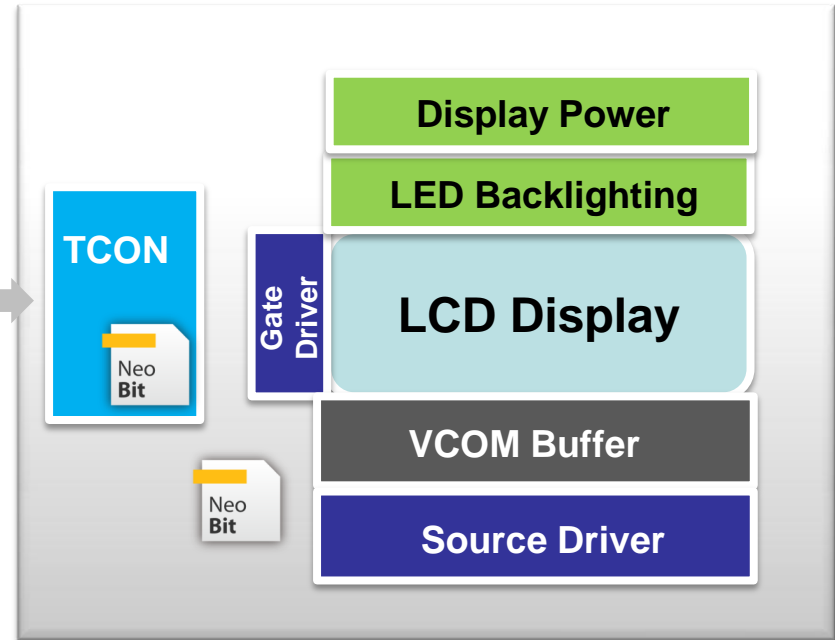 Display Power
LED Backlighting
TCON
Gate
Driver
LCD Display
Neo
Bit
VCOM Buffer
Neo
Bit
Source Driver